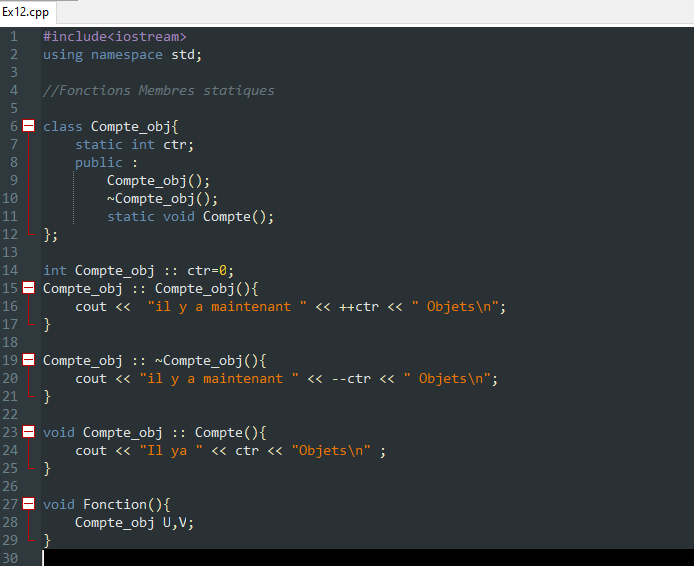 Ex12.cpp
1 #include<iostream>
2 using namespace std;
3
4 //Fonctions Membres statiques
5
6 class Compte_obj{
7     static int ctr;
8     public :
9         Compte_obj();
10         ~Compte_obj();
11         static void Compte();
12 };
13
14 int Compte_obj :: ctr=0;
15 Compte_obj :: Compte_obj(){
16     cout <<  "il y a maintenant " << ++ctr << " Objets\n";
17 }
18
19 Compte_obj :: ~Compte_obj(){
20     cout << "il y a maintenant " << --ctr << " Objets\n";
21 }
22
23 void Compte_obj :: Compte(){
24     cout << "Il ya " << ctr << "Objets\n" ;
25 }
26
27 void Fonction(){
28     Compte_obj U,V;
29 }
30